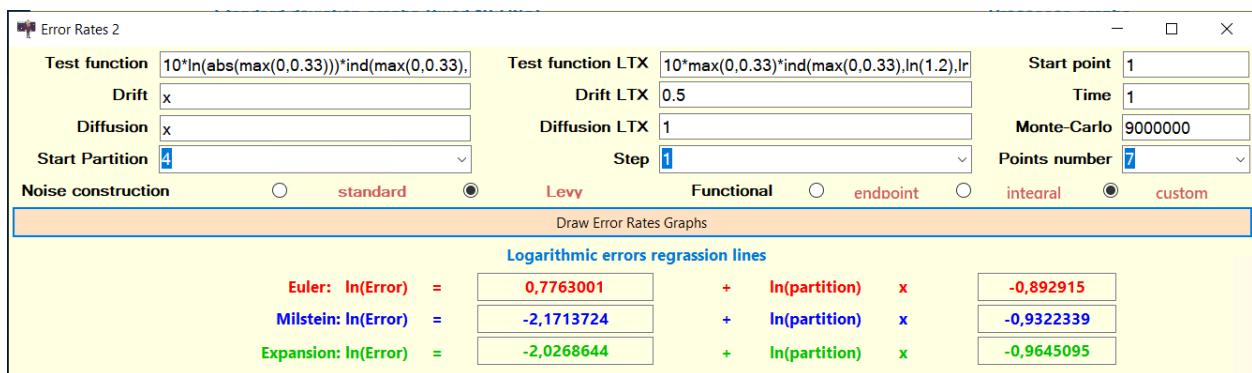 Error Rates 2
Test function 10*ln(abs(max(0,0.33)))*ind(max(0,0.33), Test function LTX 10*max(0,0.33)*ind(max(0,0.33),ln(1.2),ln Start point 1
Drift x Drift LTX 0.5 Time 1
Diffusion x Diffusion LTX 1 Monte-Carlo 9000000
Start Partition 4 Step 1 Points number 7
Noise construction standard Levy Functional endpoint integral custom
Draw Error Rates Graphs
Logarithmic errors regrassion lines
Euler: ln(Error) = 0,7763001 + ln(partition) x -0,892915
Milstein: ln(Error) = -2,1713724 + ln(partition) x -0,9322339
Expansion: ln(Error) = -2,0268644 + ln(partition) x -0,9645095